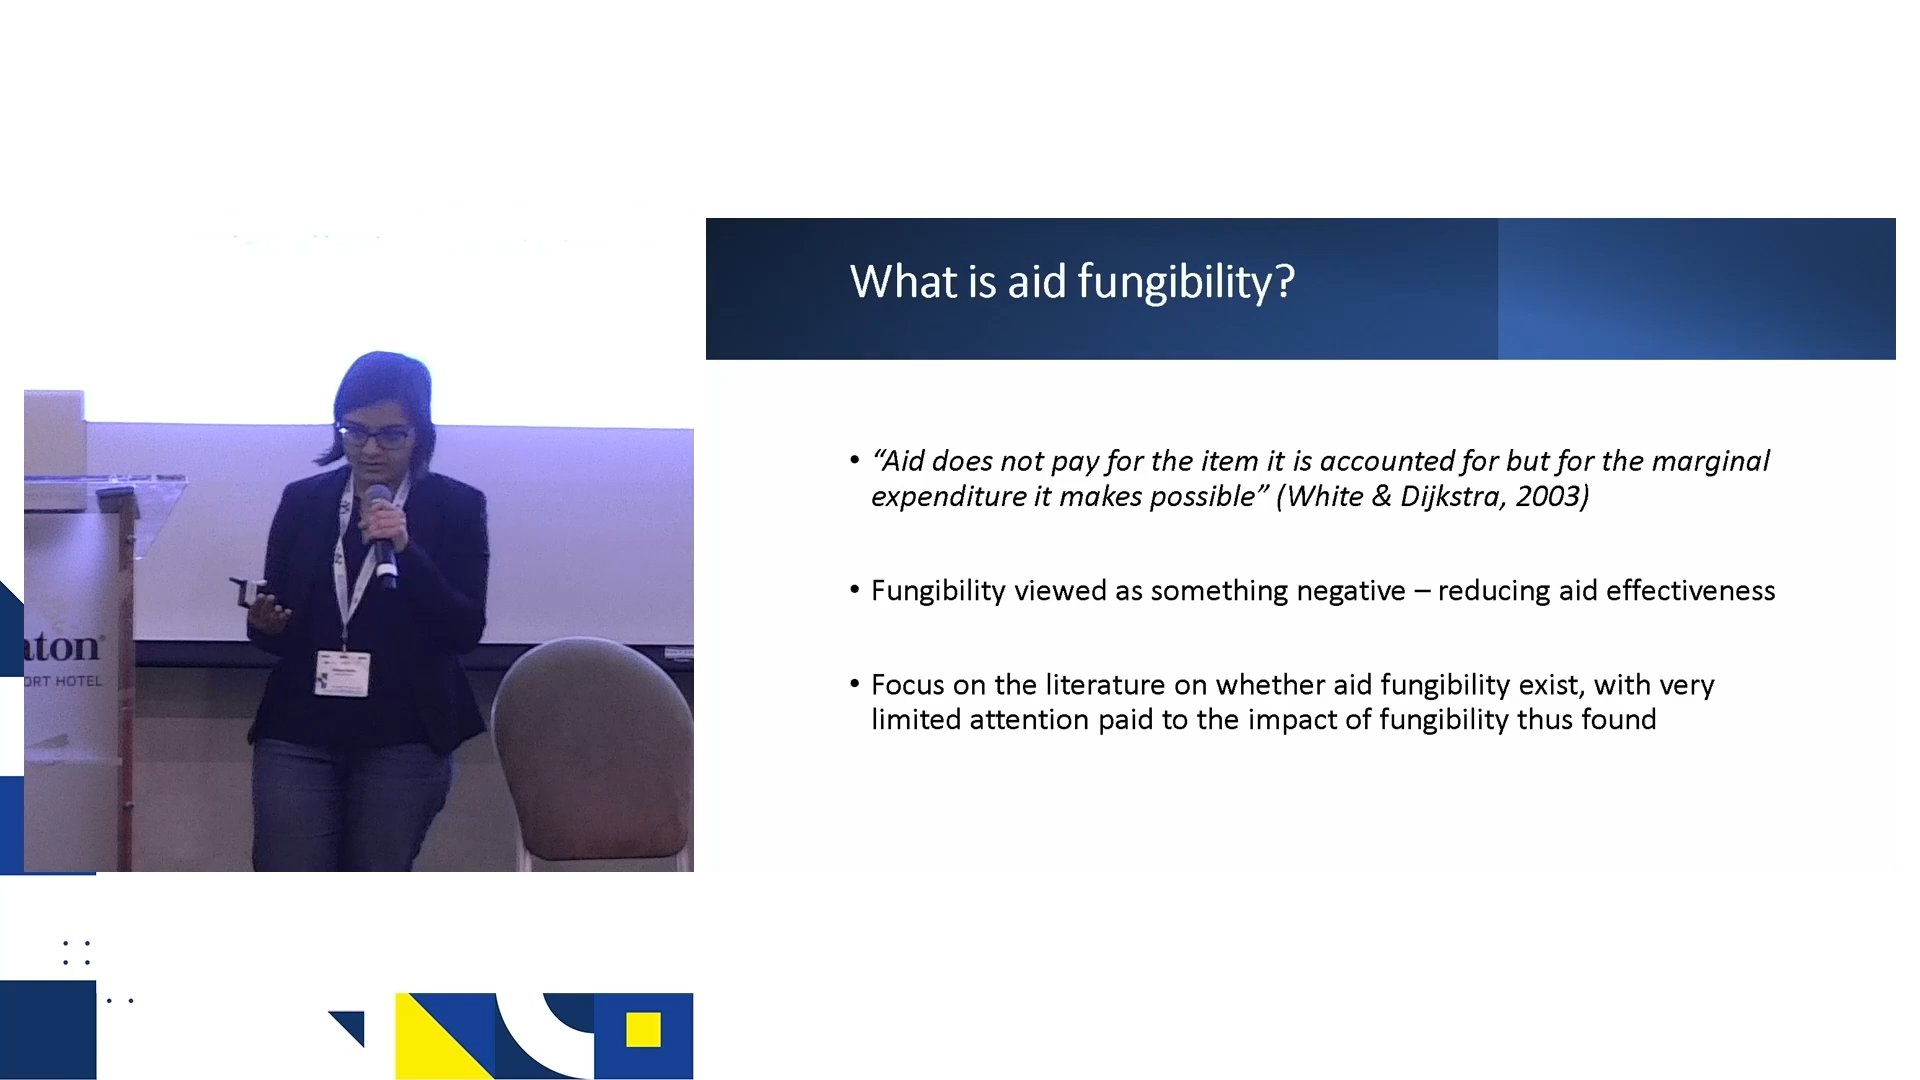 What is aid fungibility?
• “Aid does not pay for the item it is accounted for but for the marginal
expenditure it makes possible” (White & Dijkstra, 2003)
• Fungibility viewed as something negative – reducing aid effectiveness
• Focus on the literature on whether aid fungibility exist, with very
limited attention paid to the impact of fungibility thus found
aton
ORT HOTEL